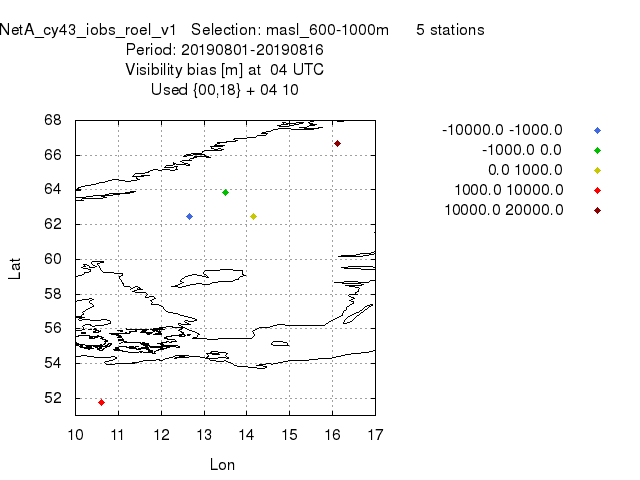 NetA_cy43_iobs_roel_v1 Selection: masl_600-1000m 5 stations
Period: 20190801-20190816
Visibility bias [m] at 04 UTC
Used {00,18} + 04 10
68
66
64
62
60
58
56
54
52
10 11 12 13 14 15 16 17
Lat
Lon
-10000.0 -1000.0
-1000.0 0.0
0.0 1000.0
1000.0 10000.0
10000.0 20000.0